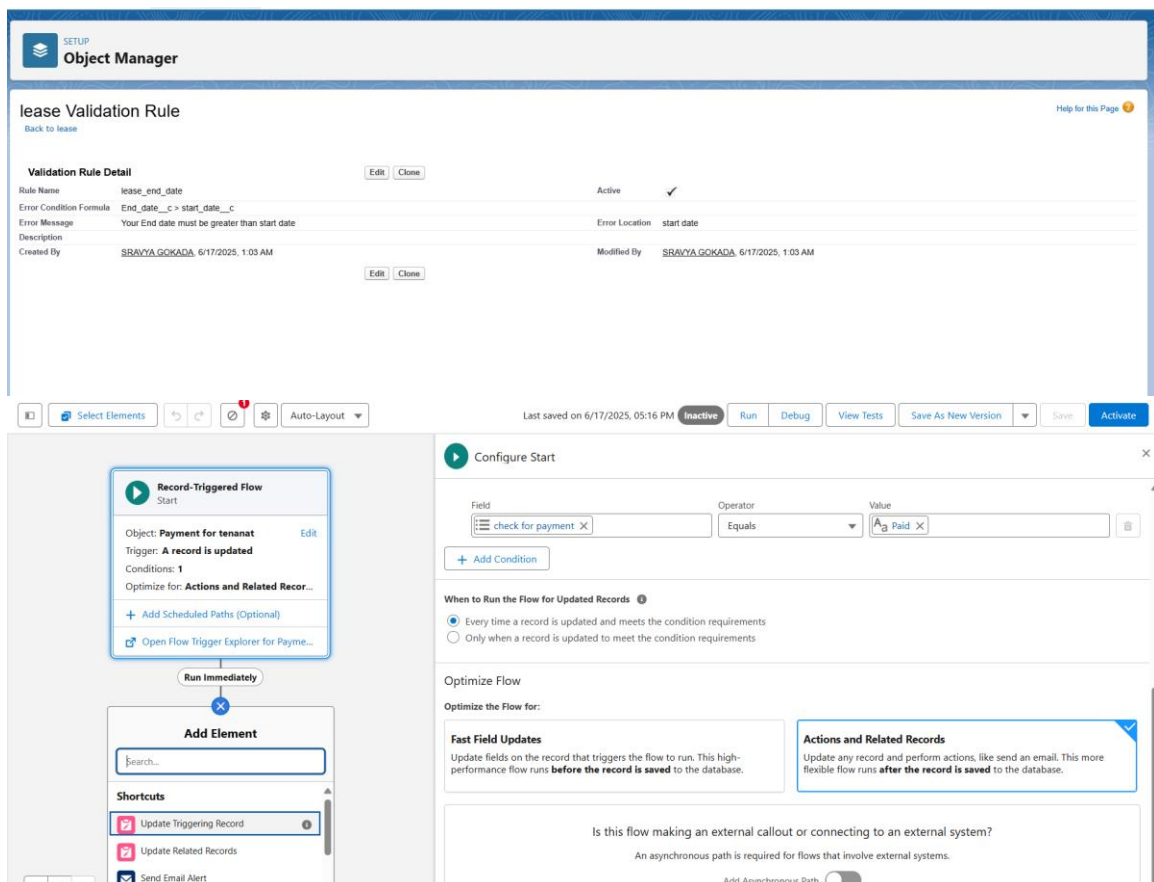 SETUP
Object Manager
lease Validation Rule
Help for this Page
Back to lease
Validation Rule Detail
Edit Clone
Rule Name lease_end_date Active
Error Condition Formula End_date__c > start_date__c
Error Message Your End date must be greater than start date Error Location start date
Description
Created By SRAVYA GOKADA, 6/17/2025, 1:03 AM Modified By SRAVYA GOKADA, 6/17/2025, 1:03 AM
Edit Clone
Select Elements 1 Auto-Layout Last saved on 6/17/2025, 05:16 PM Inactive Run Debug View Tests Save As New Version Save Activate
Record-Triggered Flow
Start
Object: Payment for tenanat Edit
Trigger: A record is updated
Conditions: 1
Optimize for: Actions and Related Recor...
+ Add Scheduled Paths (Optional)
Open Flow Trigger Explorer for Payme...
Run Immediately
Add Element
Search...
Shortcuts
Update Triggering Record
Update Related Records
Send Email Alert
Configure Start
Field Operator Value
check for payment Equals Aa Paid
+ Add Condition
When to Run the Flow for Updated Records
Every time a record is updated and meets the condition requirements
Only when a record is updated to meet the condition requirements
Optimize Flow
Optimize the Flow for:
Fast Field Updates
Update fields on the record that triggers the flow to run. This high-
performance flow runs before the record is saved to the database.
Actions and Related Records
Update any record and perform actions, like send an email. This more
flexible flow runs after the record is saved to the database.
Is this flow making an external callout or connecting to an external system?
An asynchronous path is required for flows that involve external systems.
Add Asynchronous Path